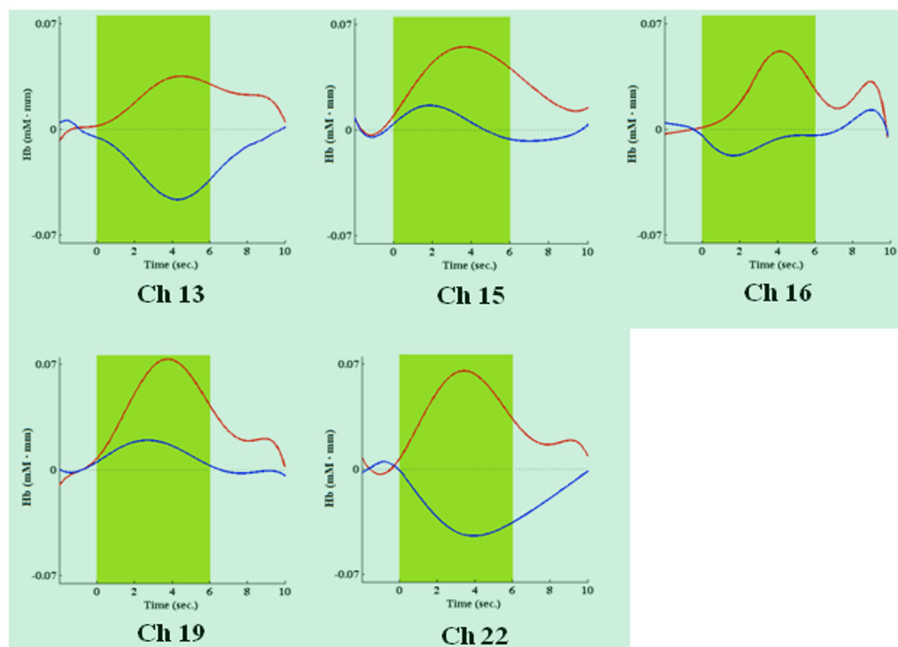 0.07
0
-0.07
Hb (mM · mm)
0 2 4 6 8 10
Time (sec.)
Ch 13
0.07
0
-0.07
Hb (mM · mm)
0 2 4 6 8 10
Time (sec.)
Ch 15
0.07
0
-0.07
Hb (mM · mm)
0 2 4 6 8 10
Time (sec.)
Ch 16
0.07
0
-0.07
Hb (mM · mm)
0 2 4 6 8 10
Time (sec.)
Ch 19
0.07
0
-0.07
Hb (mM · mm)
0 2 4 6 8 10
Time (sec.)
Ch 22